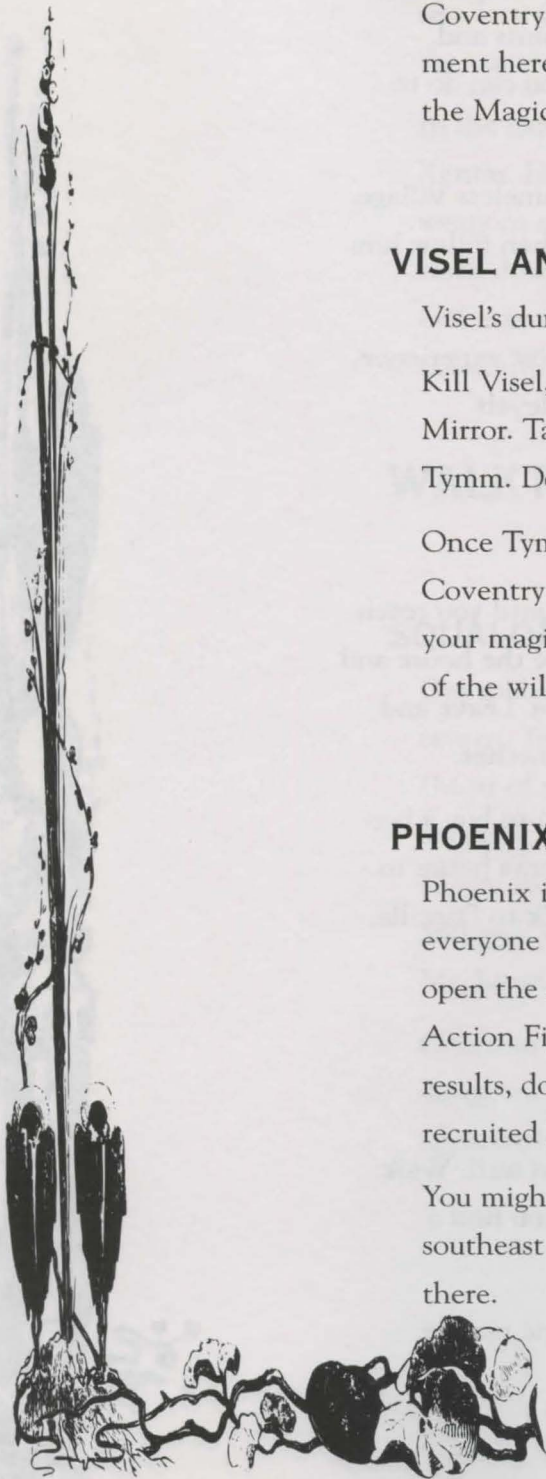 Coventry
ment here
the Magic
VISEL AN
Visel's du
Kill Visel.
Mirror. Ta
Tymm. D
Once Tym
Coventry
your magi
of the wil
PHOENIX
Phoenix i
everyone
open the
Action Fi
results, do
recruited
You migh
southeast
there.